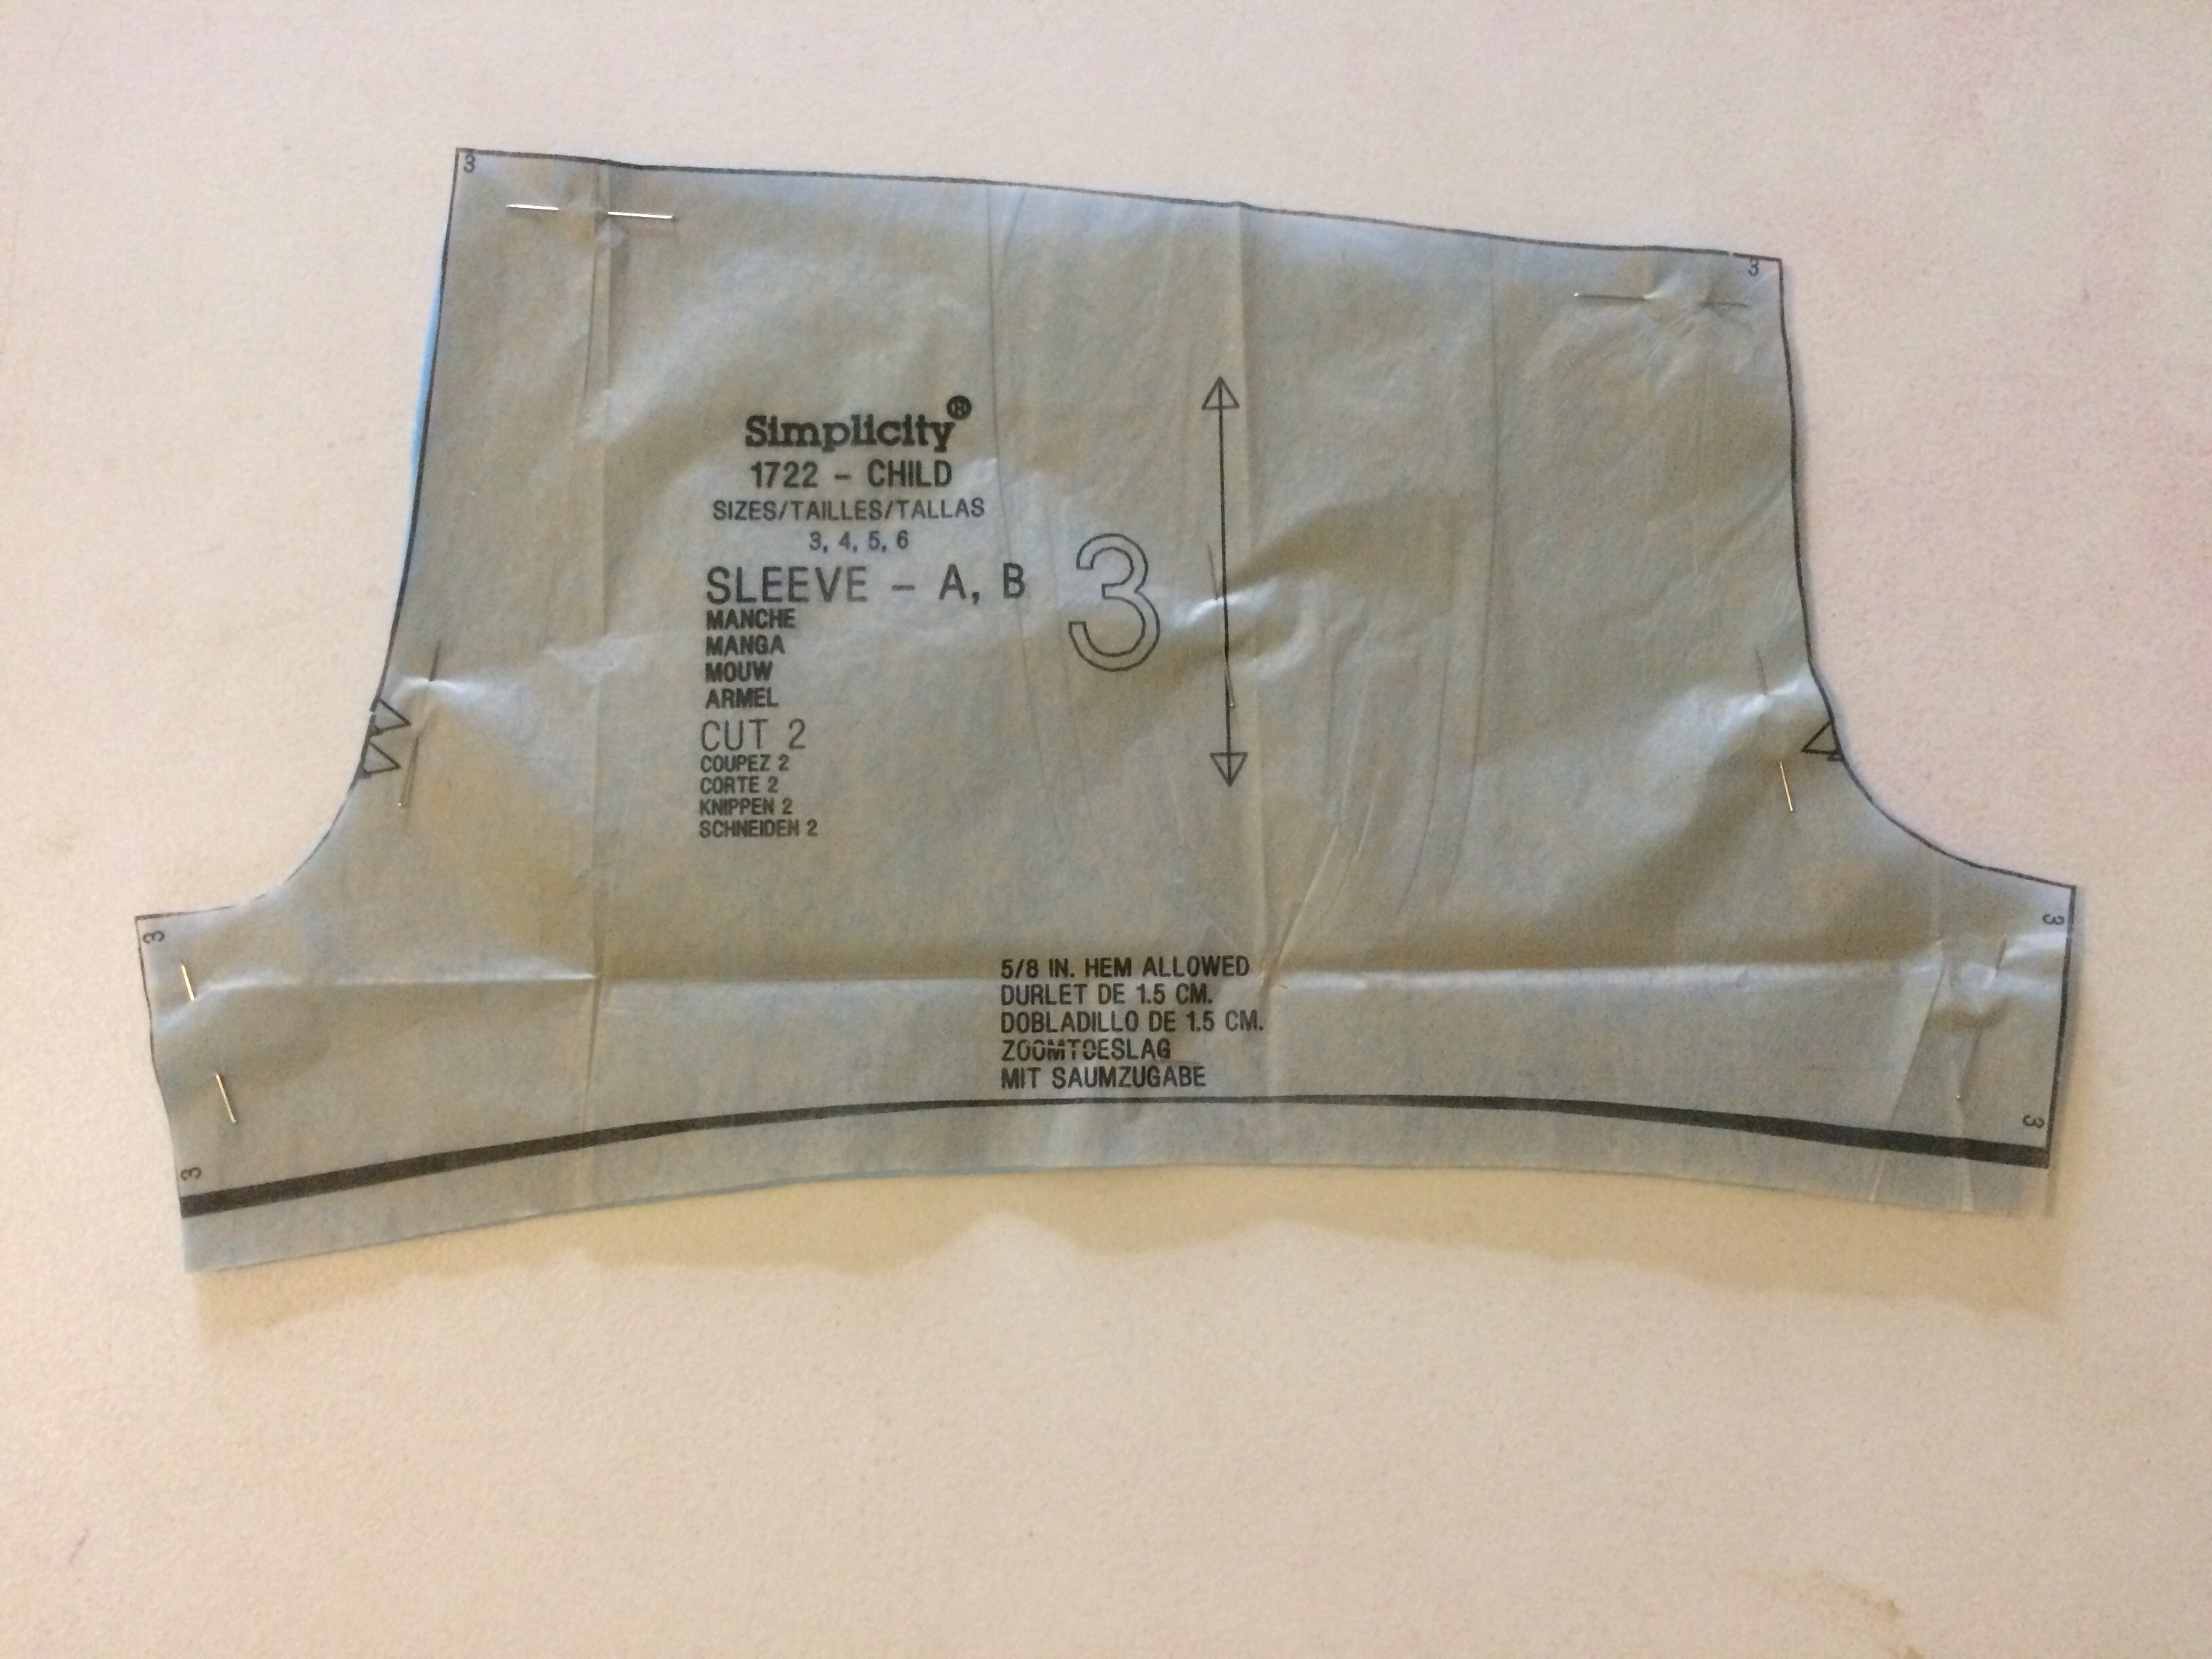 3
3
Simplicity®
1722 - CHILD
SIZES/TAILLES/TALLAS
3, 4, 5, 6
SLEEVE - A, B
MANCHE
MANGA
MOUW
ARMEL
3
CUT 2
COUPEZ 2
CORTE 2
KNIPPEN 2
SCHNEIDEN 2
3
3
5/8 IN. HEM ALLOWED
DURLET DE 1.5 CM.
DOBLADILLO DE 1.5 CM.
ZOOMTOESLAG
MIT SAUMZUGABE
3
3